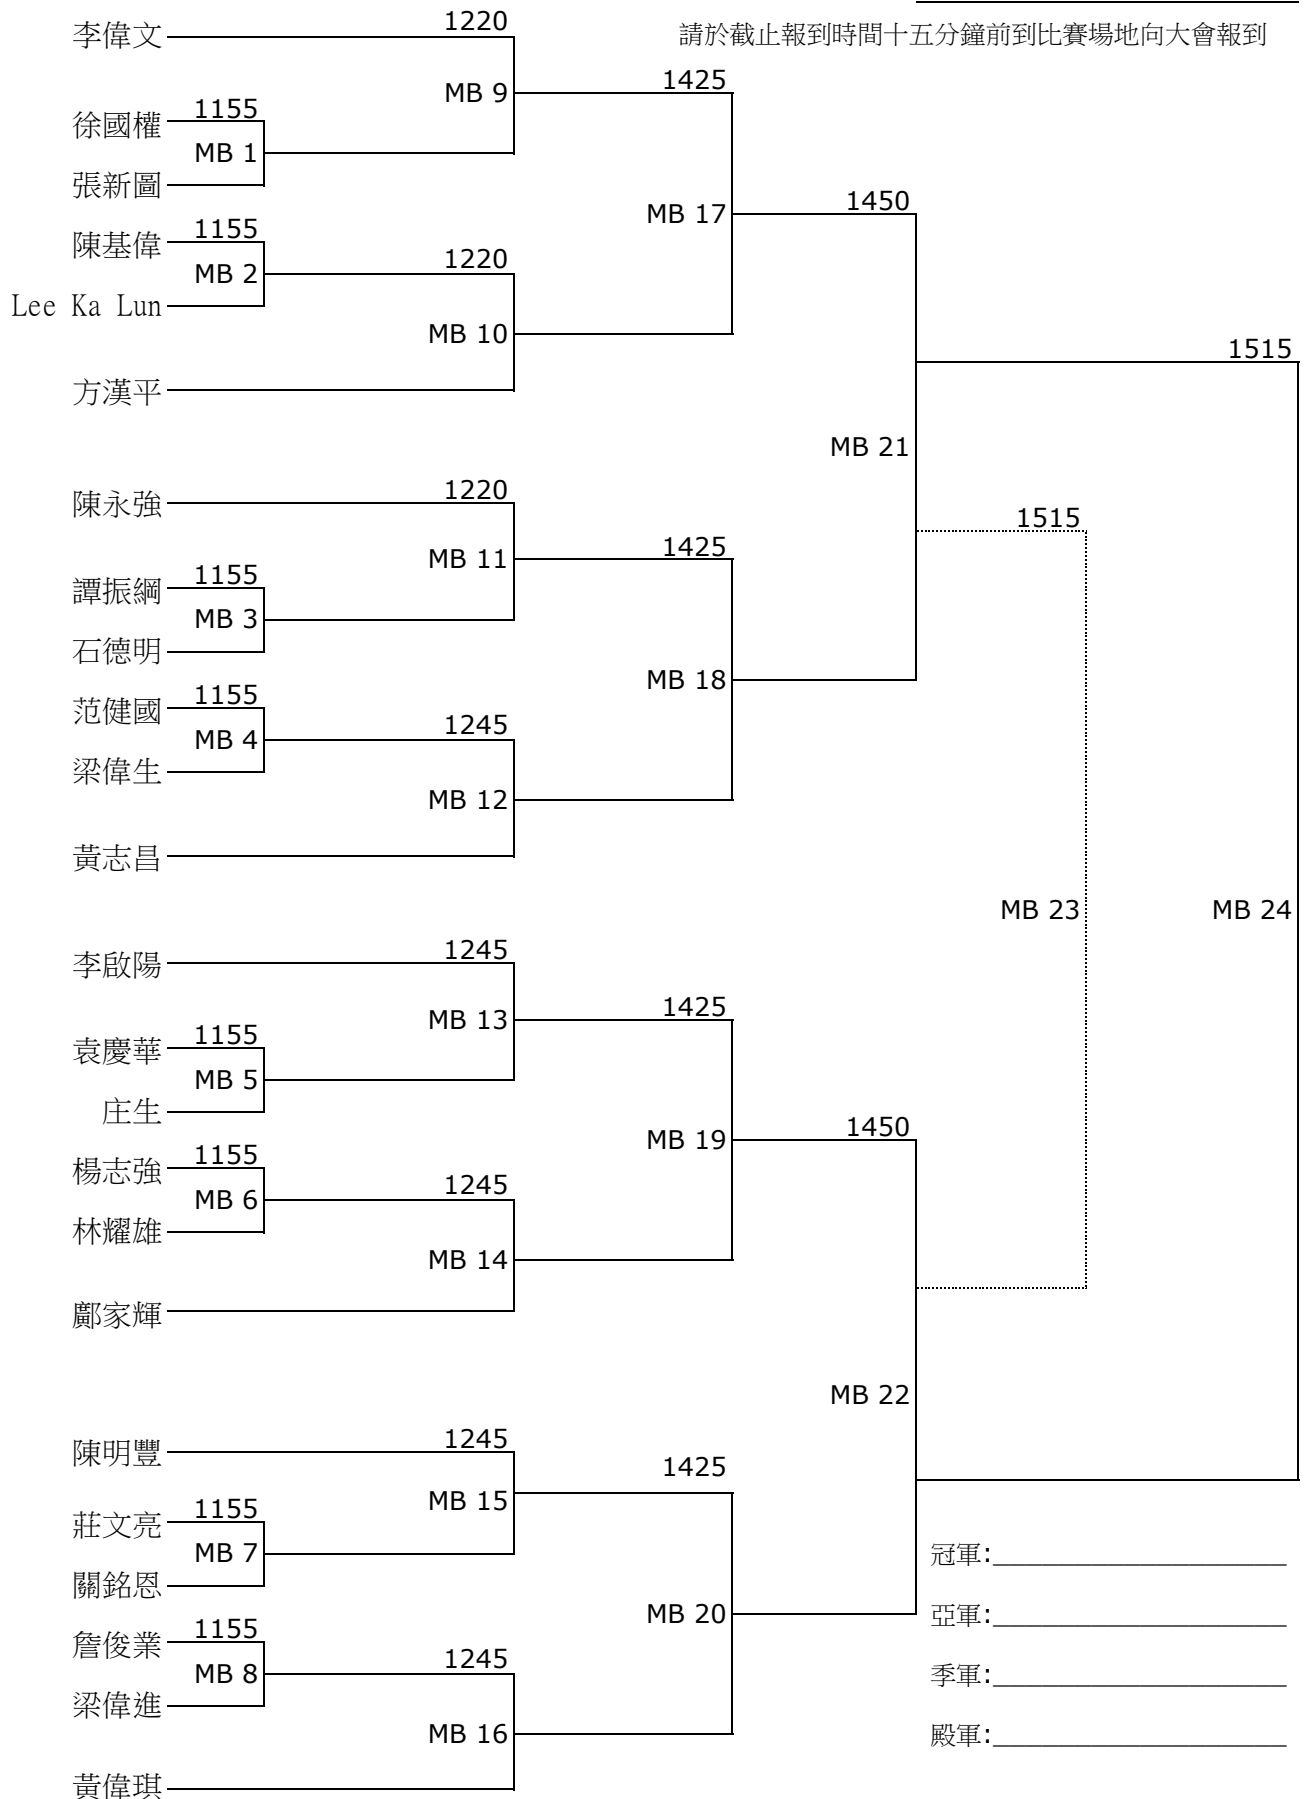 李偉文
1220
請於截止報到時間十五分鐘前到比賽場地向大會報到
MB 9
1425
徐國權
1155
MB 1
張新圖
MB 17
1450
陳基偉
1155
MB 2
1220
Lee Ka Lun
MB 10
1515
方漢平
MB 21
陳永強
1220
1515
MB 11
1425
譚振綱
1155
MB 3
石德明
MB 18
范健國
1155
MB 4
1245
梁偉生
MB 12
黃志昌
MB 23
MB 24
李啟陽
1245
MB 13
1425
袁慶華
1155
MB 5
庄生
MB 19
1450
楊志強
1155
MB 6
1245
林耀雄
MB 14
鄺家輝
MB 22
陳明豐
1245
1425
MB 15
莊文亮
1155
MB 7
關銘恩
冠軍:
MB 20
亞軍:
詹俊業
1155
MB 8
1245
梁偉進
季軍:
MB 16
殿軍:
黃偉琪